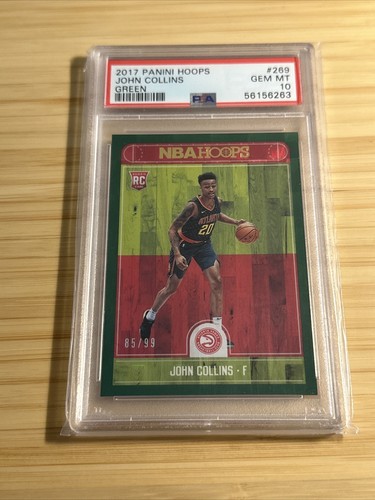 2017 PANINI HOOPS #269
JOHN COLLINS GEM MT
GREEN 10
PSA 56156263
NBA HOOPS
RC
ATLANTA
20
85/99
JOHN COLLINS • F